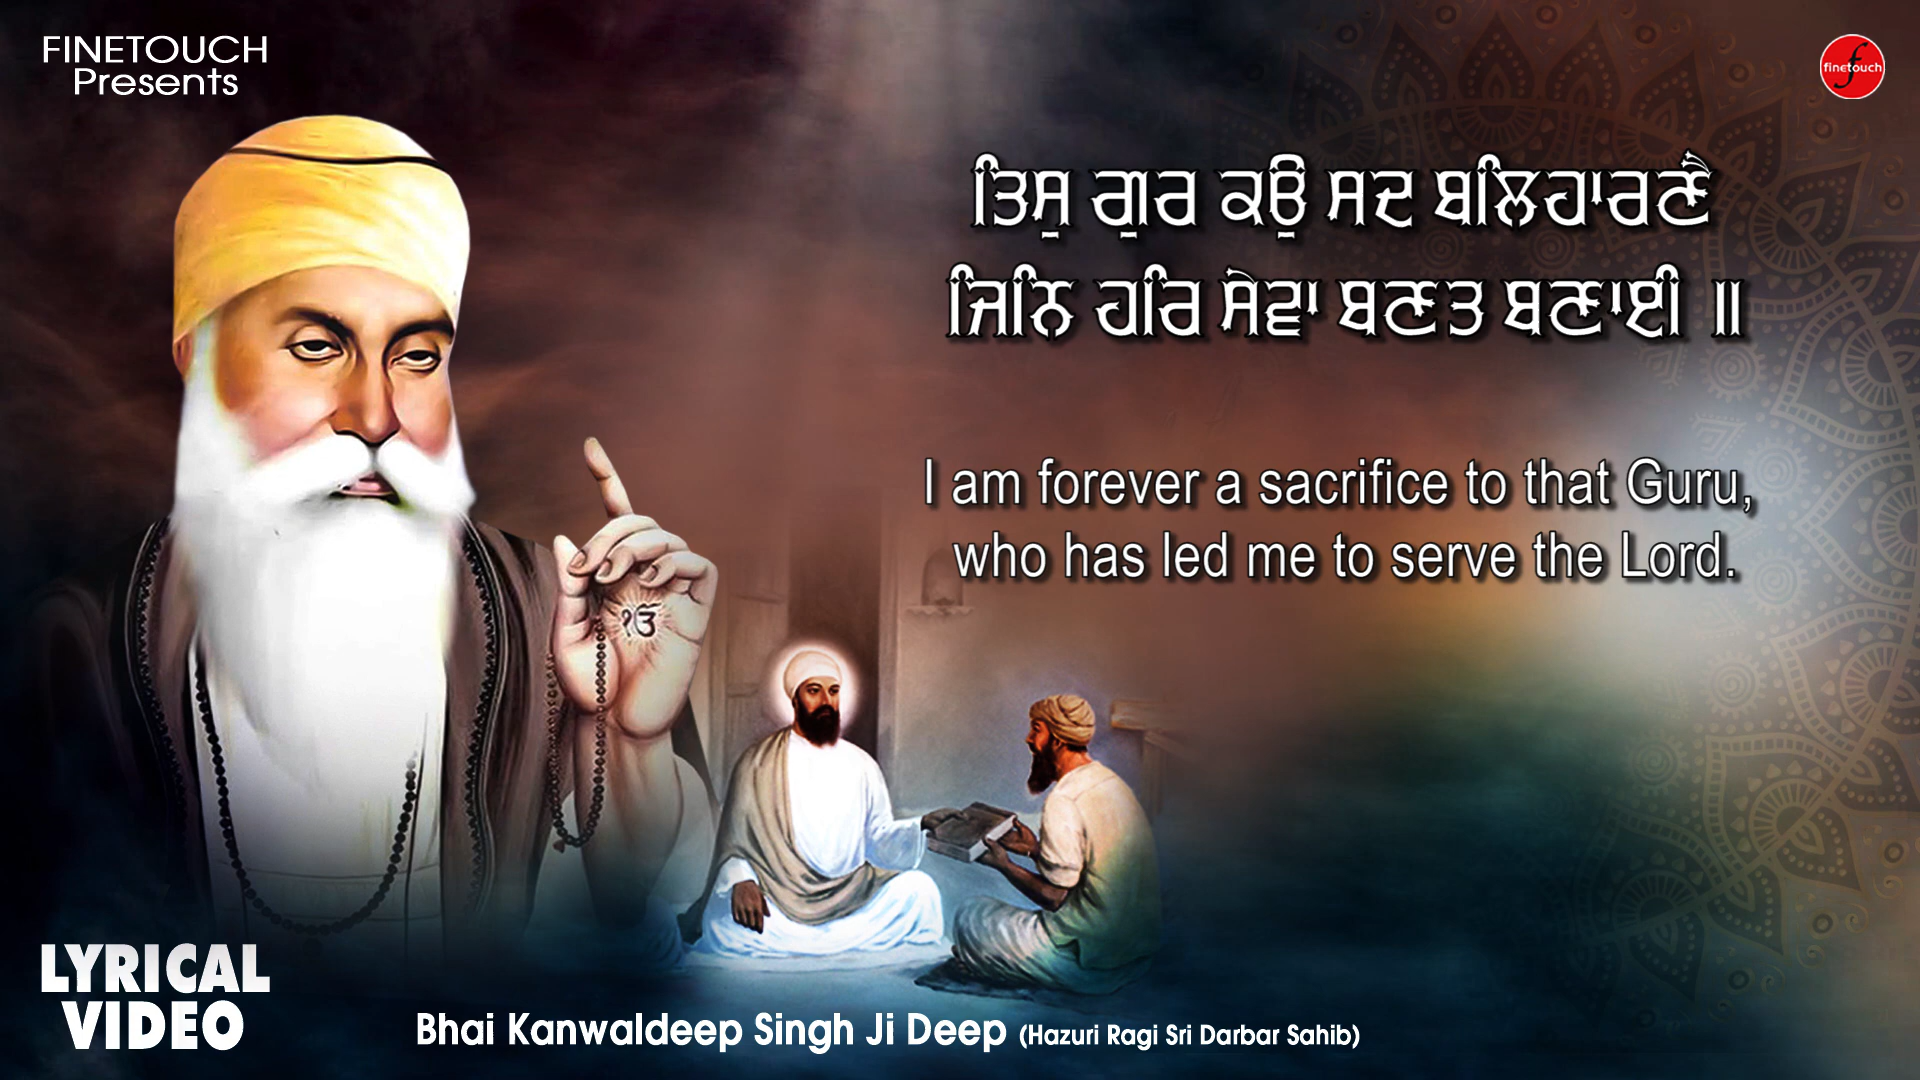 FINETOUCH
Presents
finetouch
ਤਿਸੁ ਗੁਰ ਕਉ ਸਦ ਬਲਿਹਾਰਣੈ
ਜਿਨਿ ਹਰਿ ਸੇਵਾ ਬਣਤ ਬਣਾਈ ॥
I am forever a sacrifice to that Guru,
who has led me to serve the Lord.
ੴ
LYRICAL
VIDEO
Bhai Kanwaldeep Singh Ji Deep (Hazuri Ragi Sri Darbar Sahib)